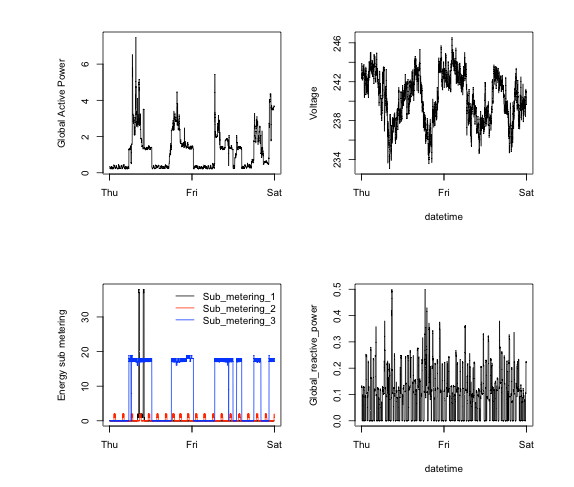 Global Active Power
6
4
2
0
Thu
Fri
Sat
Voltage
246
242
238
234
Thu
Fri
Sat
datetime
Energy sub metering
30
20
10
0
Sub_metering_1
Sub_metering_2
Sub_metering_3
Thu
Fri
Sat
Global_reactive_power
0.5
0.4
0.3
0.2
0.1
0.0
Thu
Fri
Sat
datetime